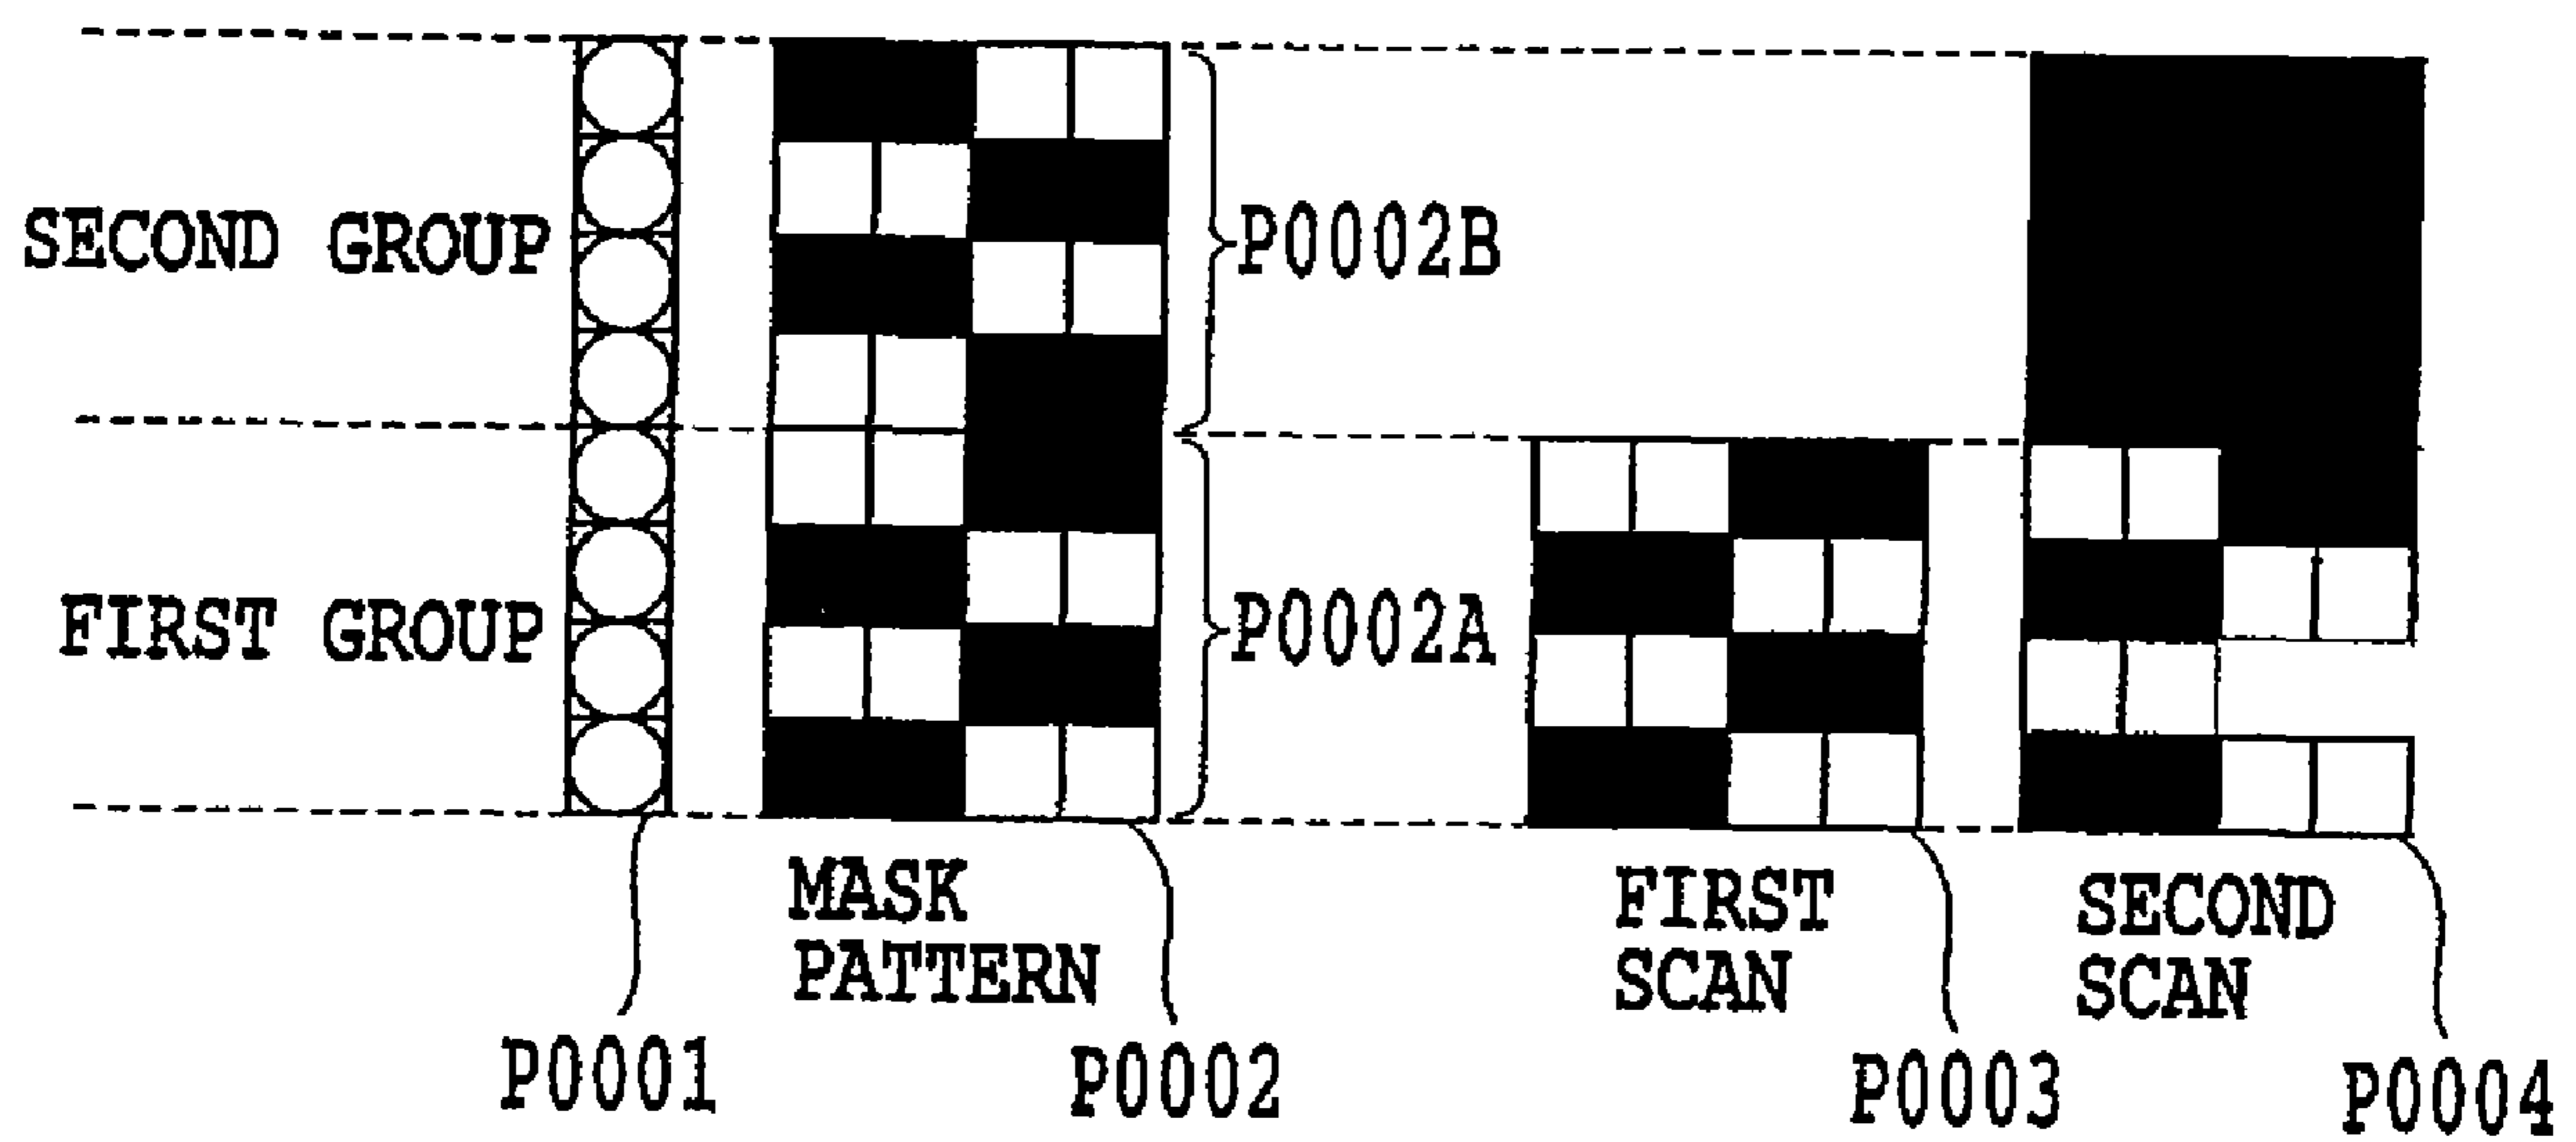 SECOND GROUP
P0002B
FIRST GROUP
P0002A
MASK
PATTERN
FIRST
SCAN
SECOND
SCAN
P0001
P0002
P0003
P0004